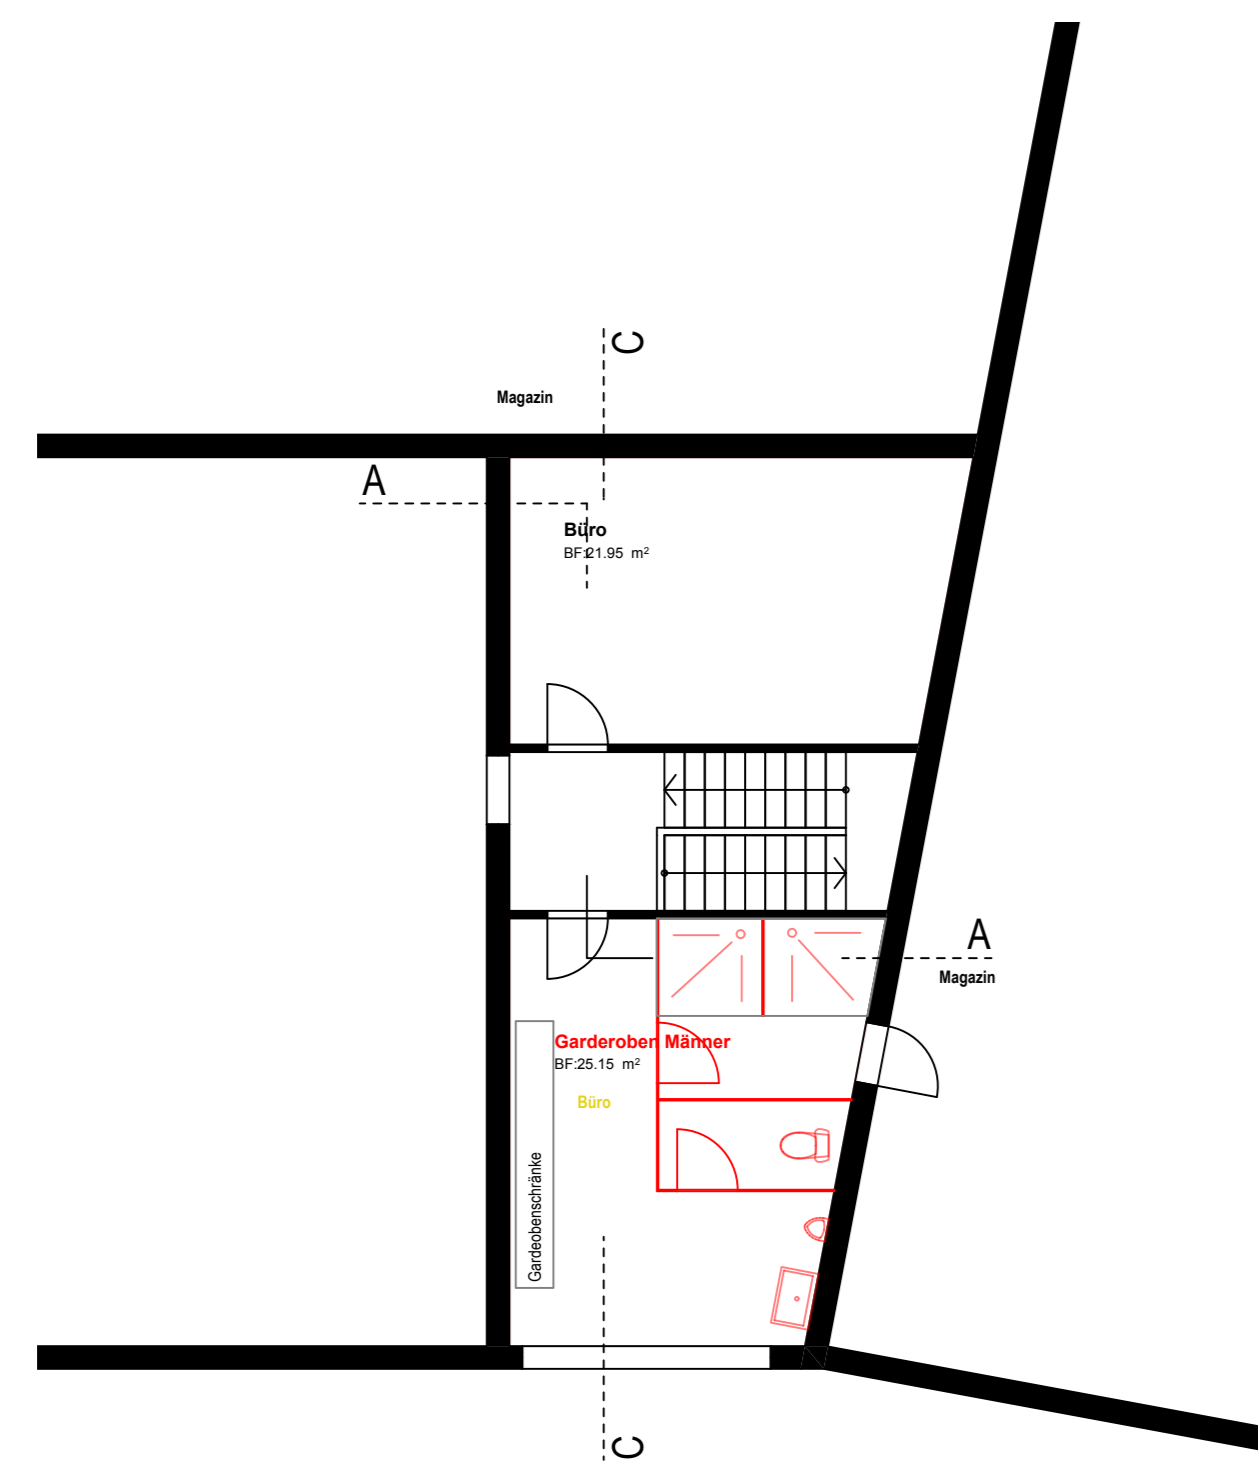 C
Magazin
A
Büro
BF:21.95 m²
A
Magazin
Garderoben Männer
BF:25.15 m²
Büro
Gardeobenschränke
C